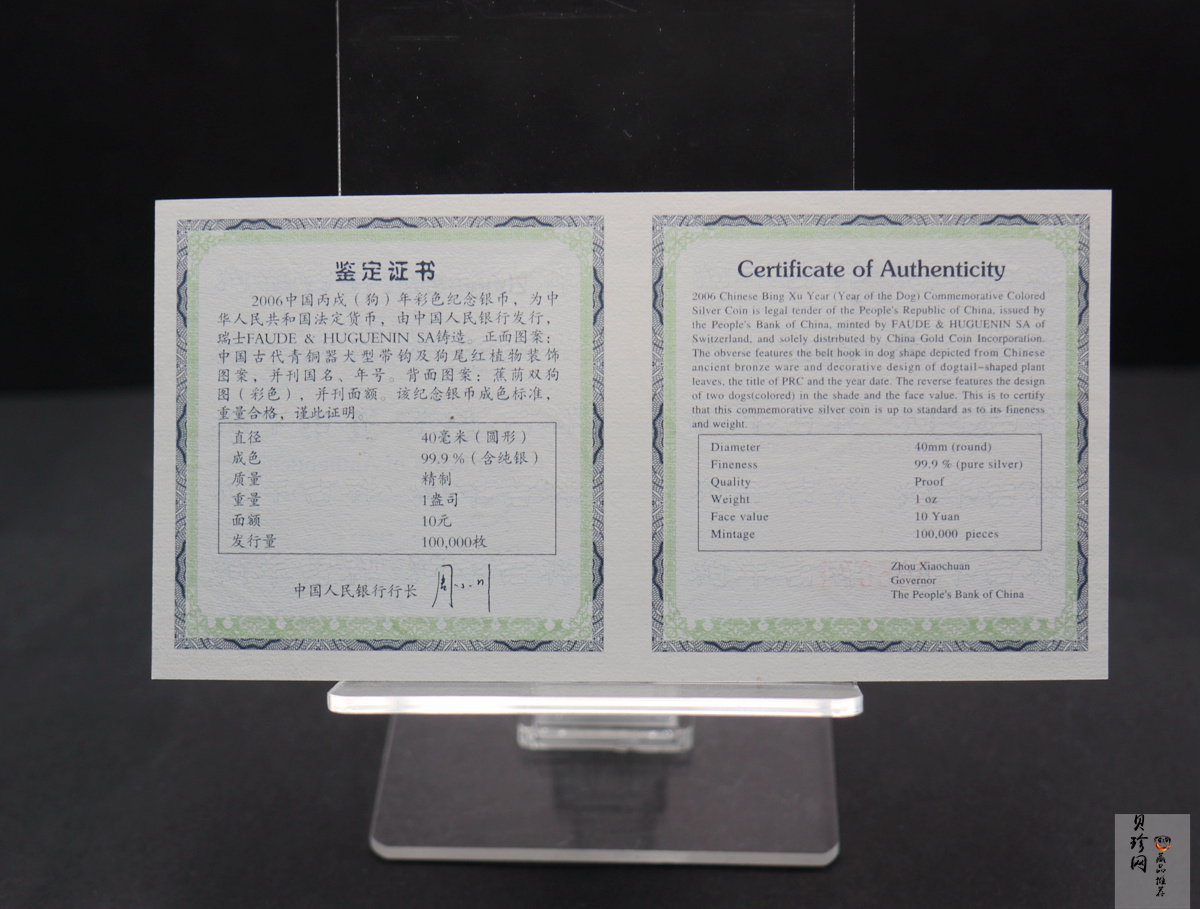 鉴定证书
2006中国丙戌（狗）年彩色纪念银币，为中
华人民共和国法定货币，由中国人民银行发行，
瑞士FAUDE & HUGUENIN SA铸造。正面图案：
中国古代青铜器犬型带钩及狗尾红植物装饰
图案，并刊国名、年号。背面图案：蕉荫双狗
图（彩色），并刊面额。该纪念银币成色标准，
重量合格，谨此证明。
直径 40毫米（圆形）
成色 99.9％（含纯银）
质量 精制
重量 1盎司
面额 10元
发行量 100,000枚
中国人民银行行长 周小川
Certificate of Authenticity
2006 Chinese Bing Xu Year (Year of the Dog) Commemorative Colored
Silver Coin is legal tender of the People's Republic of China, issued by
the People's Bank of China, minted by FAUDE & HUGUENIN SA of
Switzerland, and solely distributed by China Gold Coin Incorporation.
The obverse features the belt hook in dog shape depicted from Chinese
ancient bronze ware and decorative design of dogtail-shaped plant
leaves, the title of PRC and the year date. The reverse features the design
of two dogs(colored) in the shade and the face value. This is to certify
that this commemorative silver coin is up to standard as to its fineness
and weight.
Diameter 40mm (round)
Fineness 99.9 % (pure silver)
Quality Proof
Weight 1 oz
Face value 10 Yuan
Mintage 100,000 pieces
Zhou Xiaochuan
Governor
The People's Bank of China
贝珍网
藏品推荐